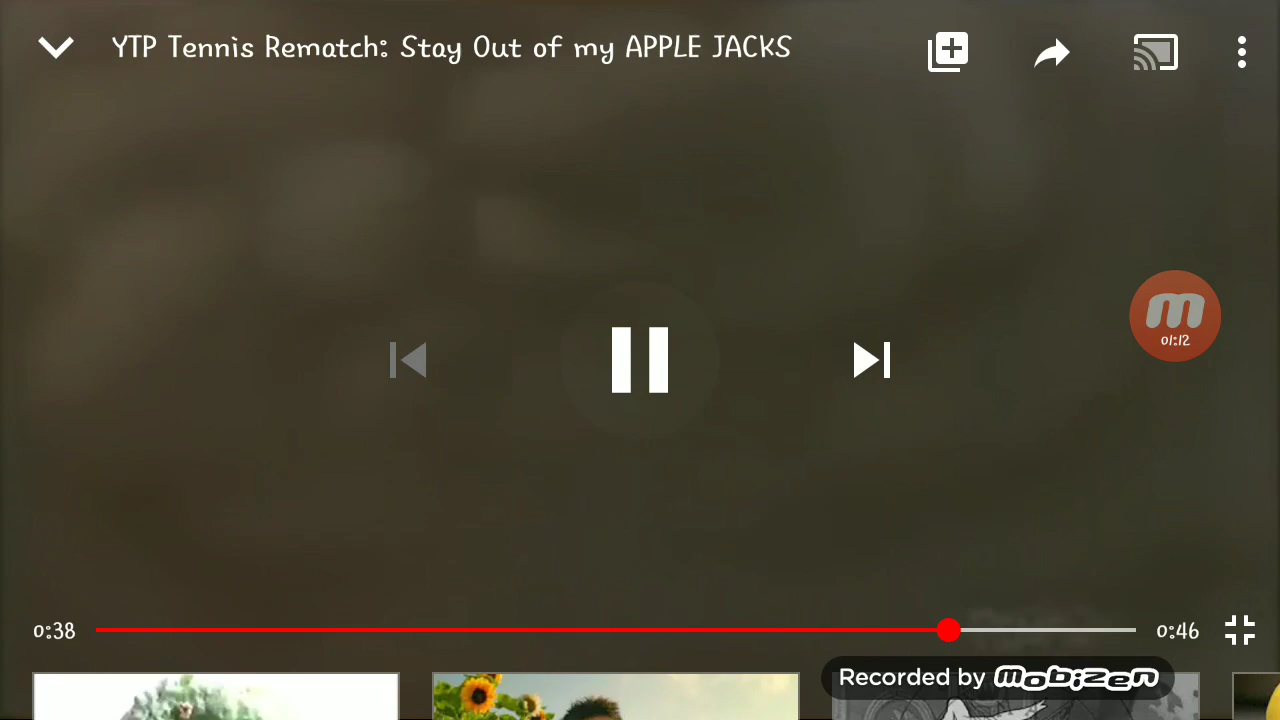 YTP Tennis Rematch: Stay Out of my APPLE JACKS
m
01:12
0:38
0:46
Recorded by mobizen